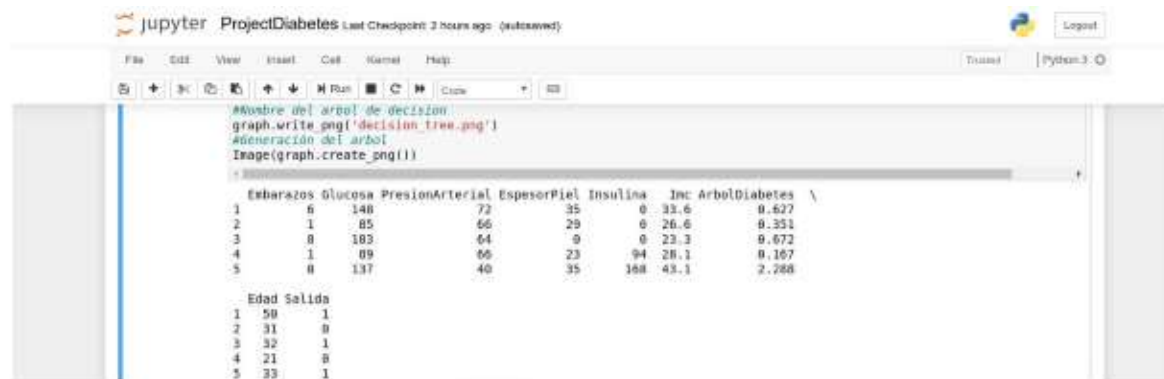 jupyter ProjectDiabetes Last Checkpoint: 2 hours ago (autosaved)
Logout
File Edit View Insert Cell Kernel Help
Trusted Python 3
Run Code
#Nombre del arbol de decision
graph.write_png('decision_tree.png')
#Generación del arbol
Image(graph.create_png())
Embarazos Glucosa PresionArterial EspesorPiel Insulina Imc ArbolDiabetes \
1 6 148 72 35 0 33.6 0.627
2 1 85 66 29 0 26.6 0.351
3 8 183 64 0 0 23.3 0.672
4 1 89 66 23 94 28.1 0.167
5 0 137 40 35 168 43.1 2.288
Edad Salida
1 50 1
2 31 0
3 32 1
4 21 0
5 33 1